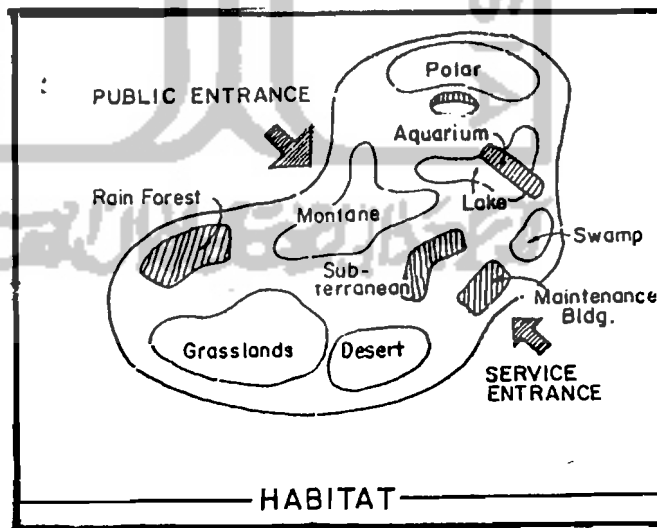 Polar
PUBLIC ENTRANCE
Aquarium
Rain Forest
Lake
Montane
Swamp
Sub-
terranean
Maintenance
Bldg.
Grasslands
Desert
SERVICE
ENTRANCE
HABITAT